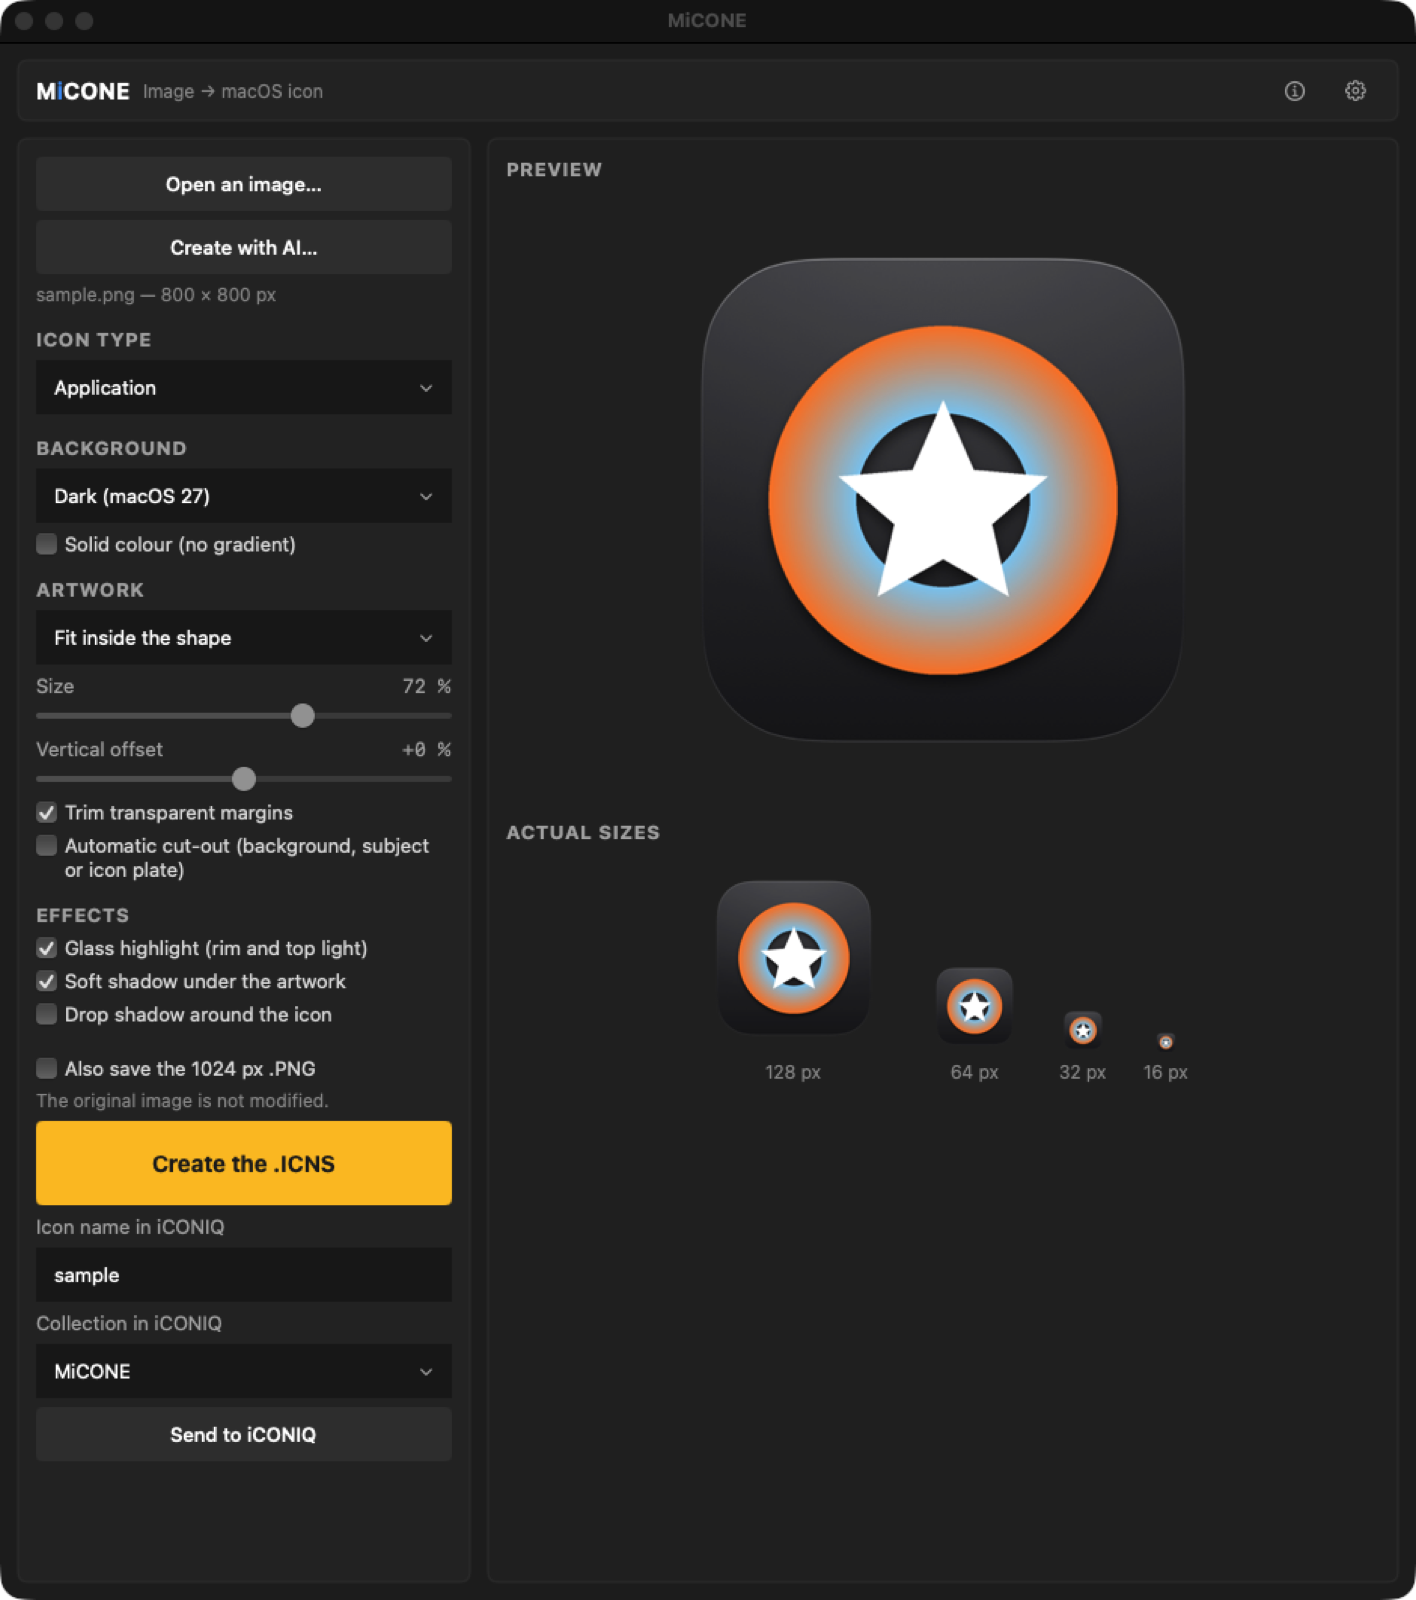 MiCONE
MiCONE Image → macOS icon
Open an image...
Create with AI...
sample.png — 800 × 800 px
ICON TYPE
Application
BACKGROUND
Dark (macOS 27)
Solid colour (no gradient)
ARTWORK
Fit inside the shape
Size 72 %
Vertical offset +0 %
Trim transparent margins
Automatic cut-out (background, subject
or icon plate)
EFFECTS
Glass highlight (rim and top light)
Soft shadow under the artwork
Drop shadow around the icon
Also save the 1024 px .PNG
The original image is not modified.
Create the .ICNS
Icon name in iCONIQ
sample
Collection in iCONIQ
MiCONE
Send to iCONIQ
PREVIEW
ACTUAL SIZES
128 px
64 px
32 px
16 px